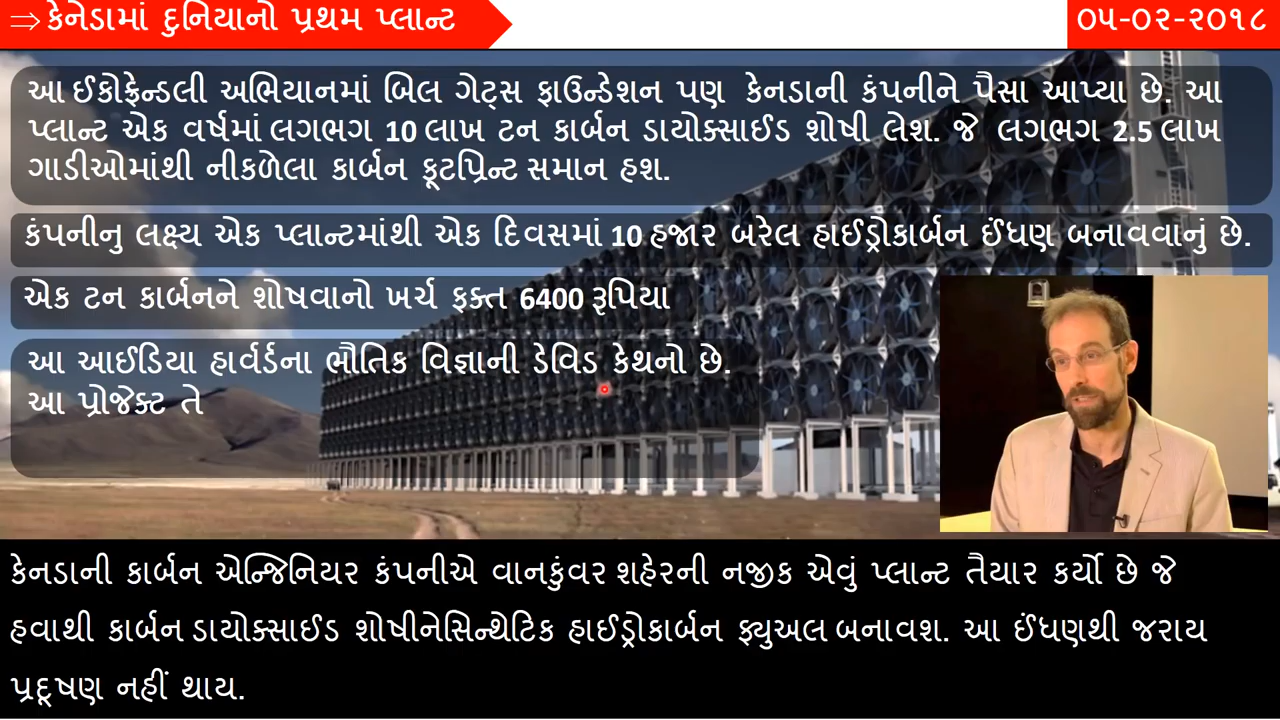 ⇒ કેનેડામાં દુનિયાનો પ્રથમ પ્લાન્ટ
૦૫-૦૨-૨૦૧૮
આ ઈકોફ્રેન્ડલી અભિયાનમાં બિલ ગેટ્સ ફાઉન્ડેશન પણ કેનડાની કંપનીને પૈસા આપ્યા છે. આ
પ્લાન્ટ એક વર્ષમાં લગભગ 10 લાખ ટન કાર્બન ડાયોક્સાઈડ શોષી લેશ. જે લગભગ 2.5 લાખ
ગાડીઓમાંથી નીકળેલા કાર્બન ફૂટપ્રિન્ટ સમાન હશ.
કંપનીનુ લક્ષ્ય એક પ્લાન્ટમાંથી એક દિવસમાં 10 હજાર બરેલ હાઈડ્રોકાર્બન ઈંધણ બનાવવાનું છે.
એક ટન કાર્બનને શોષવાનો ખર્ચ ફક્ત 6400 રૂપિયા
આ આઈડિયા હાર્વર્ડના ભૌતિક વિજ્ઞાની ડેવિડ કેથનો છે.
આ પ્રોજેક્ટ તે
કેનડાની કાર્બન એન્જિનિયર કંપનીએ વાનકુંવર શહેરની નજીક એવું પ્લાન્ટ તૈયાર કર્યો છે જે
હવાથી કાર્બન ડાયોક્સાઈડ શોષીનેસિન્થેટિક હાઈડ્રોકાર્બન ફ્યુઅલ બનાવશ. આ ઈંધણથી જરાય
પ્રદૂષણ નહીં થાય.